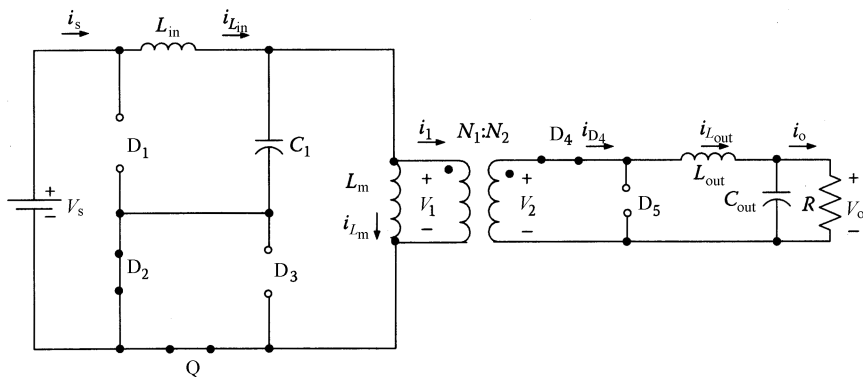 i_s
L_in
i_Lin
D_1
C_1
V_s
+
−
D_2
D_3
Q
L_m
i_Lm
i_1
N_1:N_2
+
V_1
−
+
V_2
−
D_4
i_D4
D_5
i_Lout
L_out
C_out
i_o
R
+
V_o
−